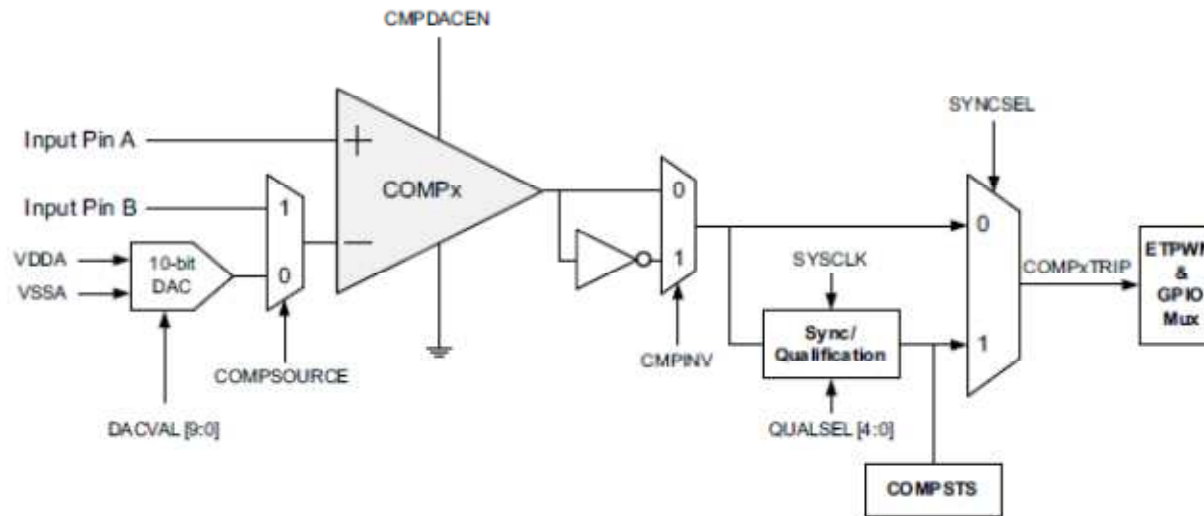 CMPDACEN
SYNCSEL
Input Pin A
+
COMPx
0
Input Pin B
1
0
VDDA
10-bit
DAC
−
1
SYSCLK
COMPxTRIP
ETPWM
&
GPIO
Mux
VSSA
0
Sync/
Qualification
1
COMPSOURCE
CMPINV
DACVAL [9:0]
QUALSEL [4:0]
COMPSTS